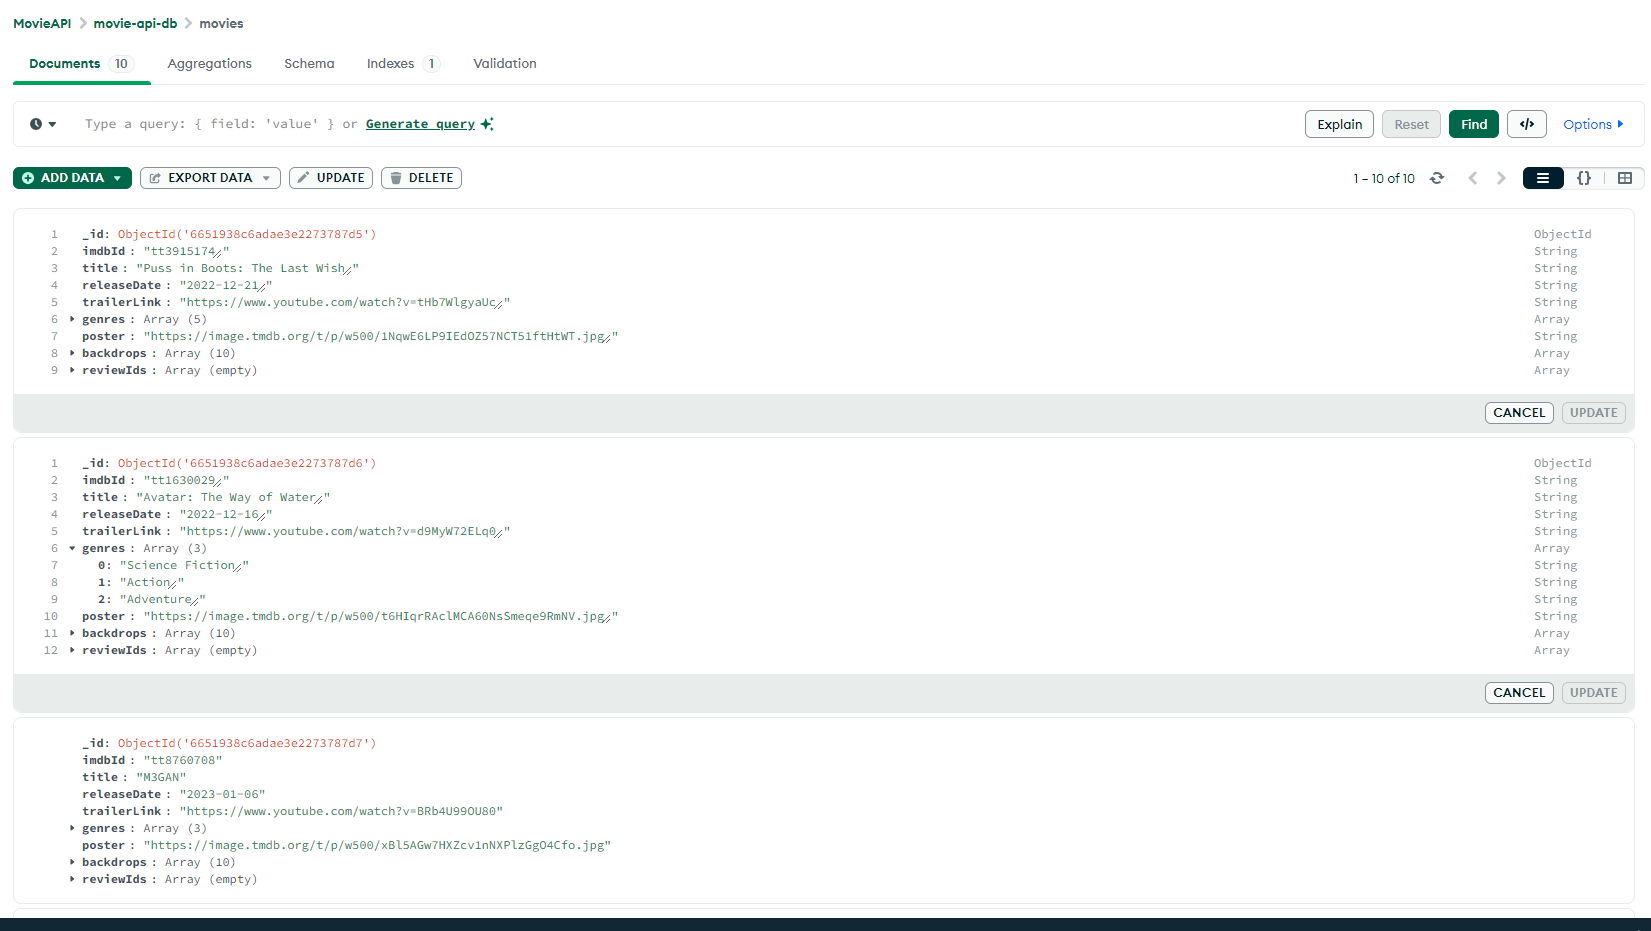 MovieAPI > movie-api-db > movies
Documents 10 Aggregations Schema Indexes 1 Validation
Type a query: { field: 'value' } or Generate query Explain Reset Find </> Options
ADD DATA EXPORT DATA UPDATE DELETE 1 – 10 of 10 {}
1 _id: ObjectId('6651938c6adae3e2273787d5') ObjectId
2 imdbId : "tt3915174" String
3 title : "Puss in Boots: The Last Wish" String
4 releaseDate : "2022-12-21" String
5 trailerLink : "https://www.youtube.com/watch?v=tHb7WlgyaUc" String
6 genres : Array (5) Array
7 poster : "https://image.tmdb.org/t/p/w500/1NqwE6LP9IEdOZ57NCT51ftHtWT.jpg" String
8 backdrops : Array (10) Array
9 reviewIds : Array (empty) Array
CANCEL UPDATE
1 _id: ObjectId('6651938c6adae3e2273787d6') ObjectId
2 imdbId : "tt1630029" String
3 title : "Avatar: The Way of Water" String
4 releaseDate : "2022-12-16" String
5 trailerLink : "https://www.youtube.com/watch?v=d9MyW72ELq0" String
6 genres : Array (3) Array
7 0: "Science Fiction" String
8 1: "Action" String
9 2: "Adventure" String
10 poster : "https://image.tmdb.org/t/p/w500/t6HIqrRAclMCA60NsSmeqe9RmNV.jpg" String
11 backdrops : Array (10) Array
12 reviewIds : Array (empty) Array
CANCEL UPDATE
_id: ObjectId('6651938c6adae3e2273787d7')
imdbId : "tt8760708"
title : "M3GAN"
releaseDate : "2023-01-06"
trailerLink : "https://www.youtube.com/watch?v=BRb4U99OU80"
genres : Array (3)
poster : "https://image.tmdb.org/t/p/w500/xBl5AGw7HXZcv1nNXPlzGgO4Cfo.jpg"
backdrops : Array (10)
reviewIds : Array (empty)